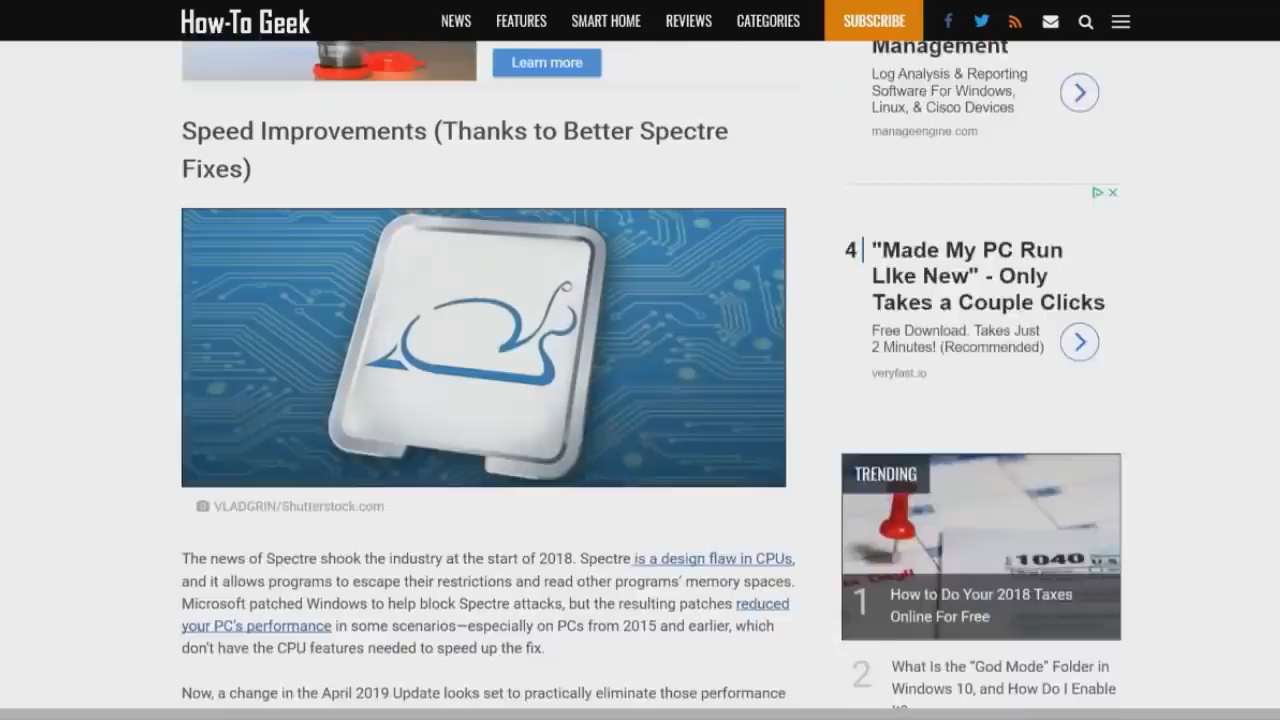 How-To Geek
NEWS FEATURES SMART HOME REVIEWS CATEGORIES SUBSCRIBE
Learn more
Speed Improvements (Thanks to Better Spectre
Fixes)
VLADGRIN/Shutterstock.com
The news of Spectre shook the industry at the start of 2018. Spectre is a design flaw in CPUs,
and it allows programs to escape their restrictions and read other programs' memory spaces.
Microsoft patched Windows to help block Spectre attacks, but the resulting patches reduced
your PC's performance in some scenarios—especially on PCs from 2015 and earlier, which
don't have the CPU features needed to speed up the fix.
Now, a change in the April 2019 Update looks set to practically eliminate those performance
Management
Log Analysis & Reporting
Software For Windows,
Linux, & Cisco Devices
manageengine.com
4 "Made My PC Run
LIke New" - Only
Takes a Couple Clicks
Free Download. Takes Just
2 Minutes! (Recommended)
veryfast.io
TRENDING
1040
1 How to Do Your 2018 Taxes
Online For Free
2 What Is the “God Mode” Folder in
Windows 10, and How Do I Enable
It?